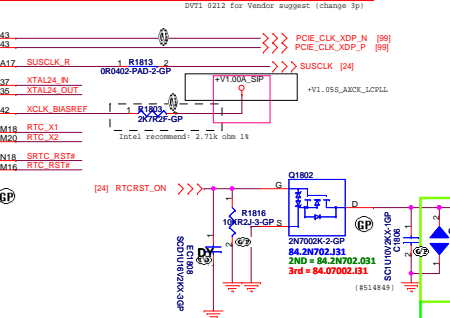 DVT1 0212 for Vendor suggest (change 3p)
43 PCIE_CLK_XDP_N [99]
43 PCIE_CLK_XDP_P [99]
A17 SUSCLK_R 1 R1813 2 SUSCLK [24]
0R0402-PAD-2-GP
+V1.00A_SIP
37 XTAL24_IN
35 XTAL24_OUT
+V1.05S_AXCK_LCPLL
42 XCLK_BIASREF 1 R1803 2
2K7R2F-GP
M18 RTC_X1
M20 RTC_X2
Intel recommend: 2.71k ohm 1%
N18 SRTC_RST#
M16 RTC_RST#
Q1802
[24] RTCRST_ON G
D
R1816
10KR2J-3-GP
S
GP
GP
2N7002K-2-GP
84.2N702.J31
2ND = 84.2N702.031
3rd = 84.07002.I31
DY
EC1808
SC1U16V2KX-3GP
C1806
SC1U10V2KX-1GP
(#514849)